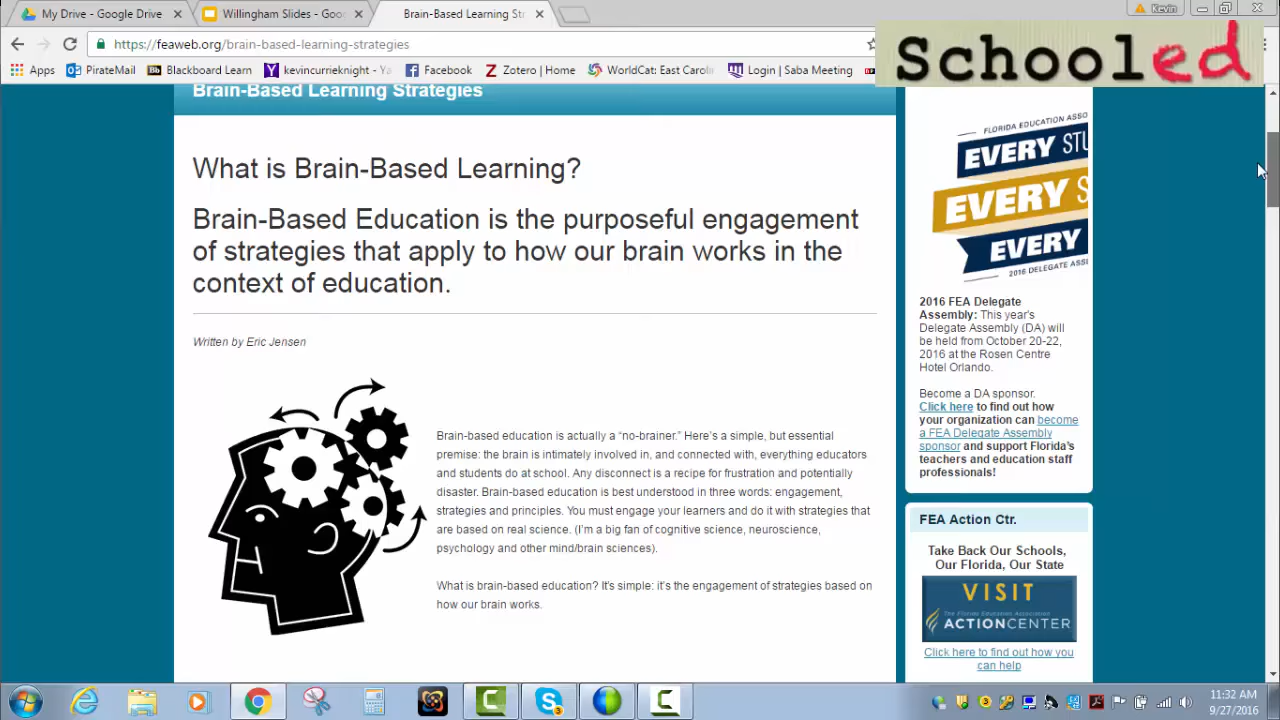 My Drive - Google Drive
Willingham Slides - Goog
Brain-Based Learning Str
Kevin
https://feaweb.org/brain-based-learning-strategies
Schooled
Apps
PirateMail
Bb
Blackboard Learn
kevincurrieknight - Ya
Facebook
Zotero | Home
WorldCat: East Caroli
Login | Saba Meeting
Brain-Based Learning Strategies
What is Brain-Based Learning?
Brain-Based Education is the purposeful engagement
of strategies that apply to how our brain works in the
context of education.
Written by Eric Jensen
Brain-based education is actually a “no-brainer.” Here’s a simple, but essential
premise: the brain is intimately involved in, and connected with, everything educators
and students do at school. Any disconnect is a recipe for frustration and potentially
disaster. Brain-based education is best understood in three words: engagement,
strategies and principles. You must engage your learners and do it with strategies that
are based on real science. (I’m a big fan of cognitive science, neuroscience,
psychology and other mind/brain sciences).
What is brain-based education? It’s simple: it’s the engagement of strategies based on
how our brain works.
FLORIDA EDUCATION ASSO
EVERY STU
EVERY S
EVERY
2016 DELEGATE ASSE
2016 FEA Delegate
Assembly: This year's
Delegate Assembly (DA) will
be held from October 20-22,
2016 at the Rosen Centre
Hotel Orlando.
Become a DA sponsor.
Click here to find out how
your organization can become
a FEA Delegate Assembly
sponsor and support Florida's
teachers and education staff
professionals!
FEA Action Ctr.
Take Back Our Schools,
Our Florida, Our State
VISIT
The Florida Education Association
ACTIONCENTER
Click here to find out how you
can help
11:32 AM
9/27/2016